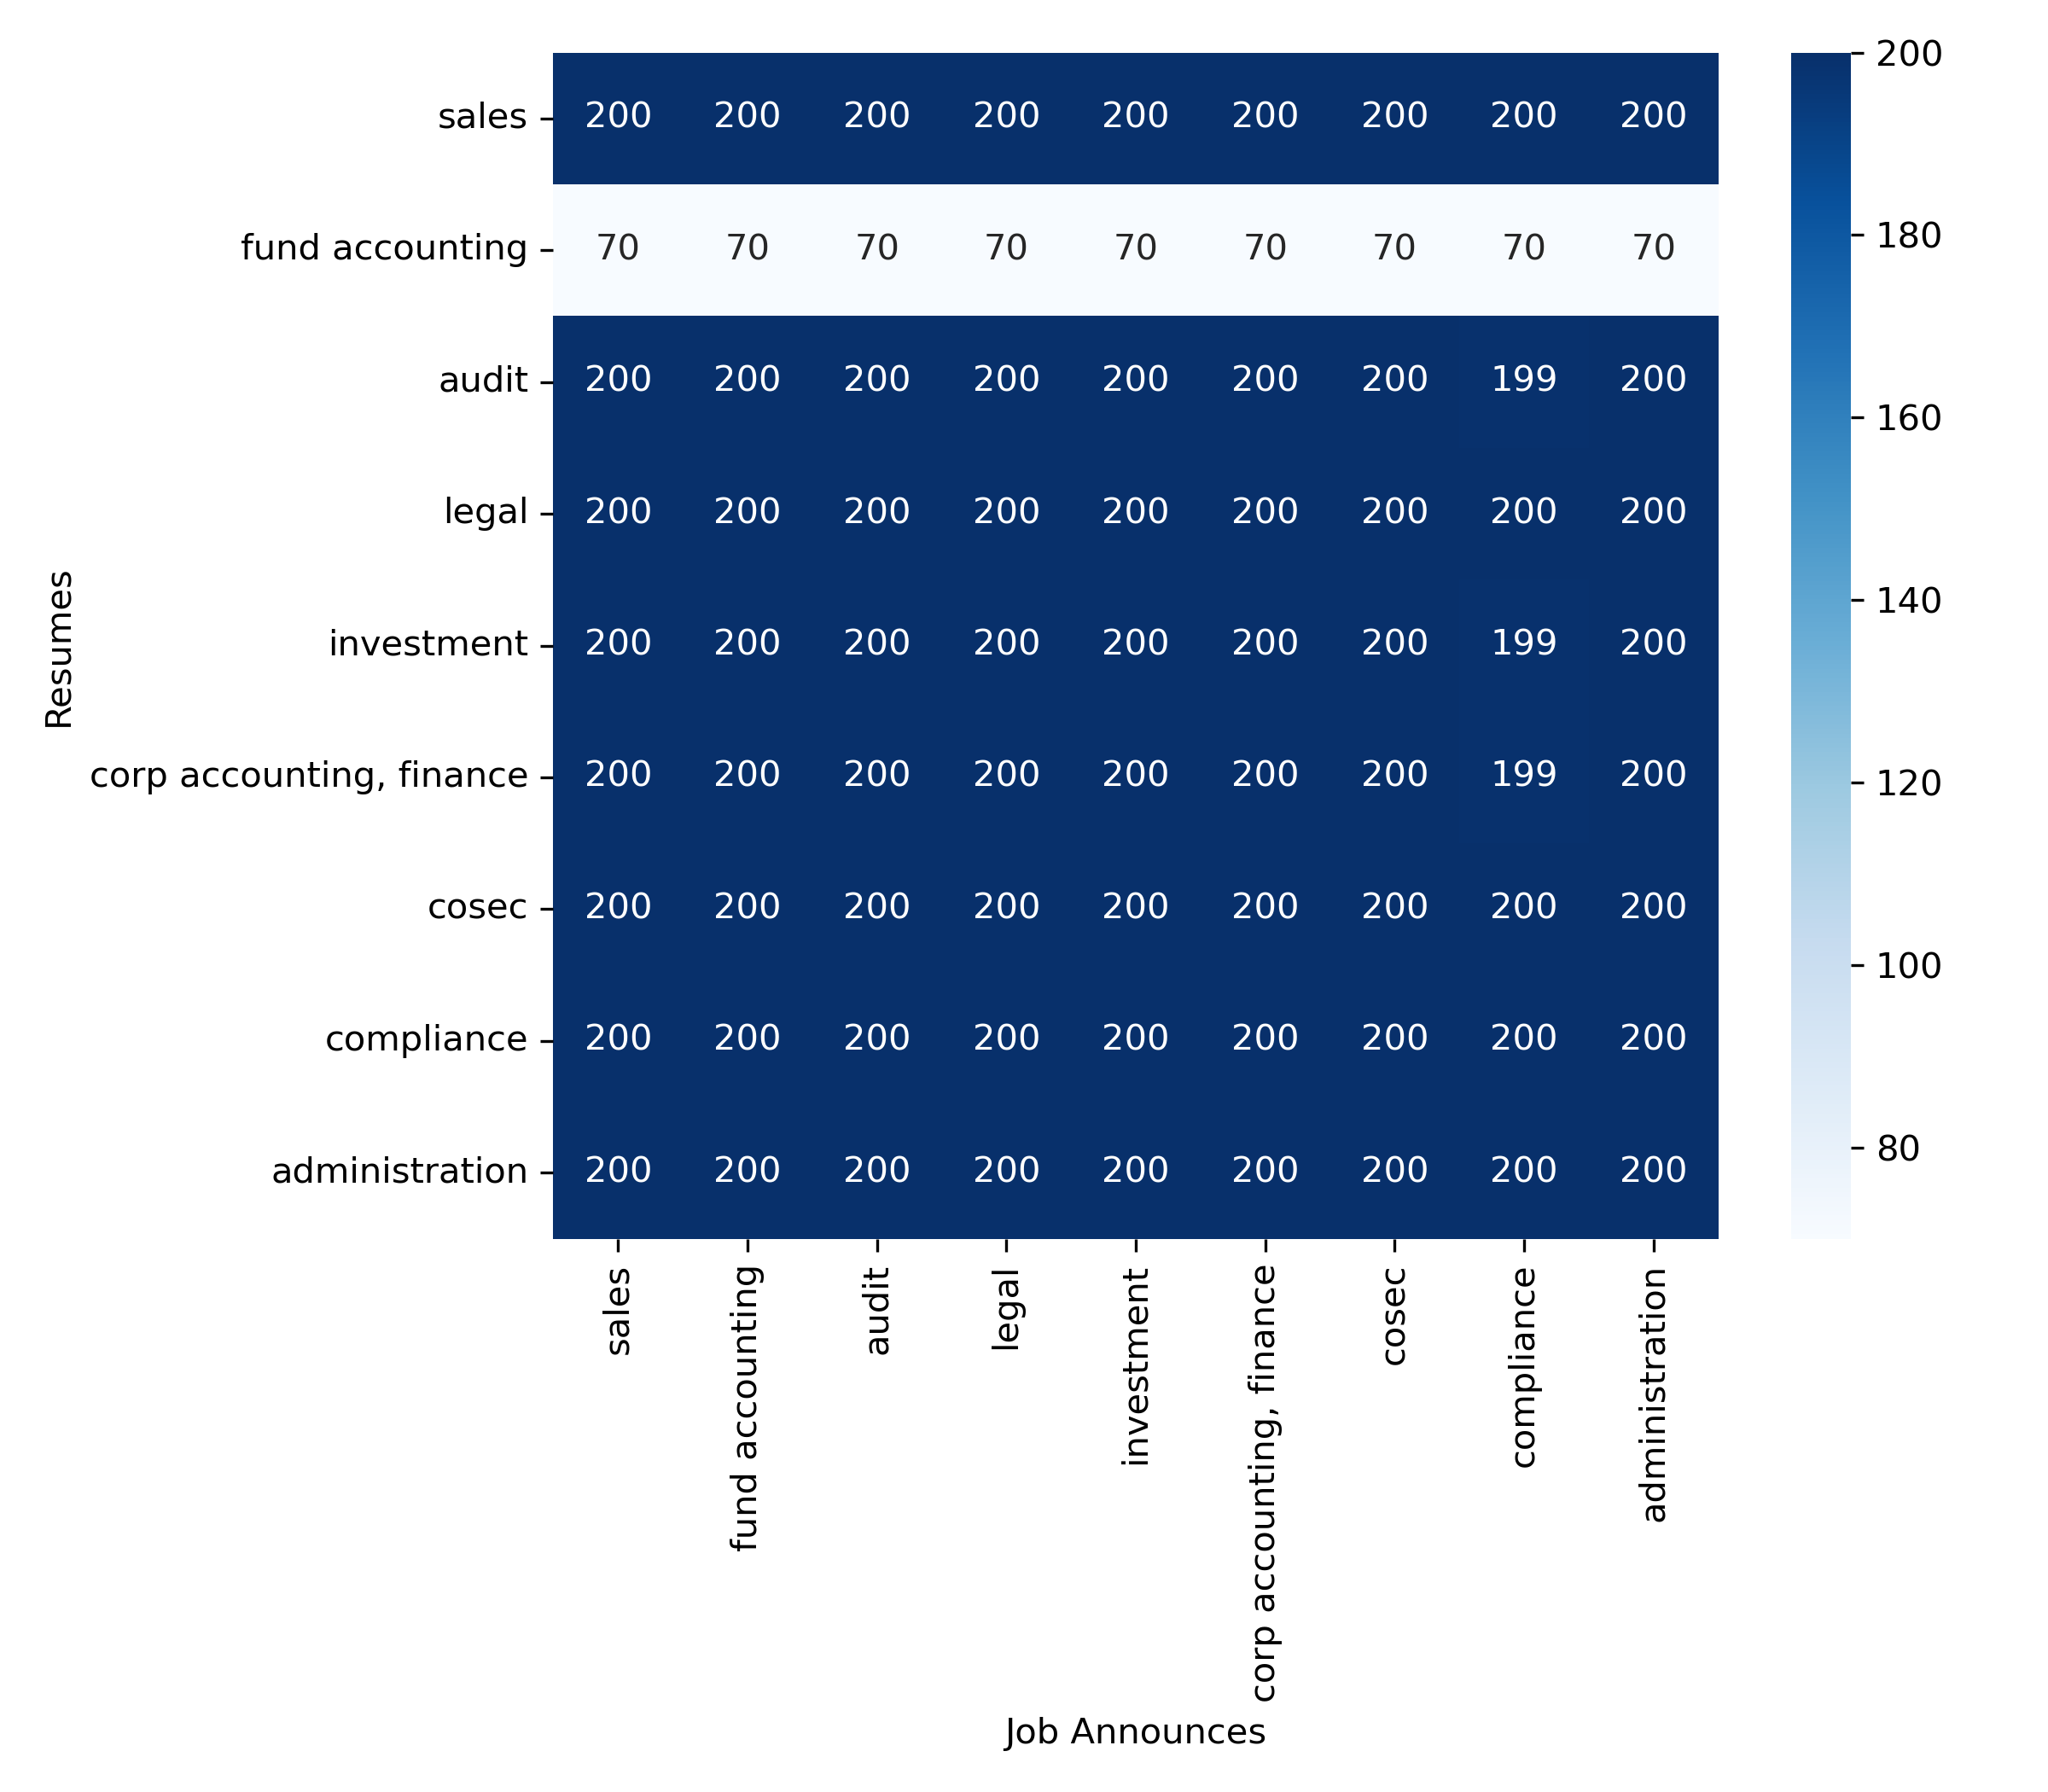 sales 200 200 200 200 200 200 200 200 200
fund accounting 70 70 70 70 70 70 70 70 70
audit 200 200 200 200 200 200 200 199 200
legal 200 200 200 200 200 200 200 200 200
investment 200 200 200 200 200 200 200 199 200
corp accounting, finance 200 200 200 200 200 200 200 199 200
cosec 200 200 200 200 200 200 200 200 200
compliance 200 200 200 200 200 200 200 200 200
administration 200 200 200 200 200 200 200 200 200
Resumes
sales
fund accounting
audit
legal
investment
corp accounting, finance
cosec
compliance
administration
Job Announces
200
180
160
140
120
100
80